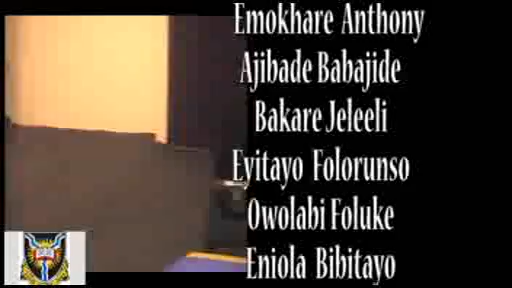 Emokhare Anthony
Ajibade Babajide
Bakare Jeleeli
Eyitayo Folorunso
Owolabi Foluke
Eniola Bibitayo